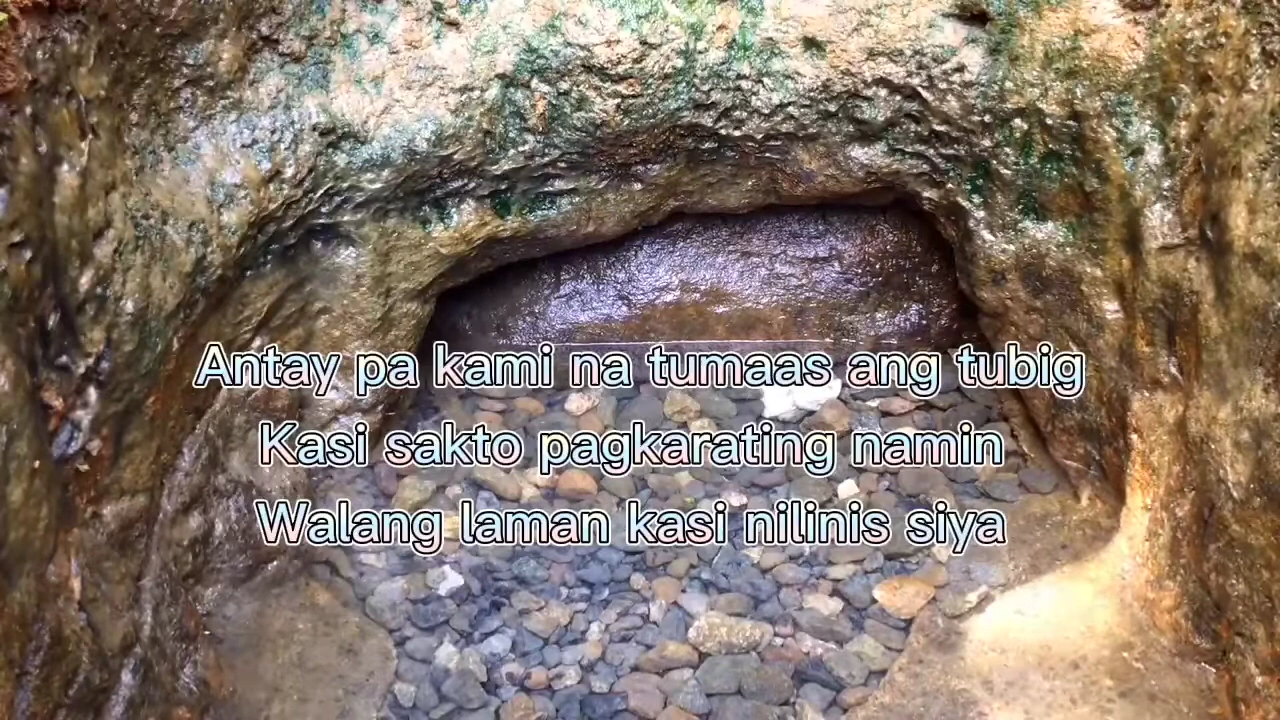 Antay pa kami na tumaas ang tubig
Kasi sakto pagkarating namin
Walang laman kasi nilinis siya